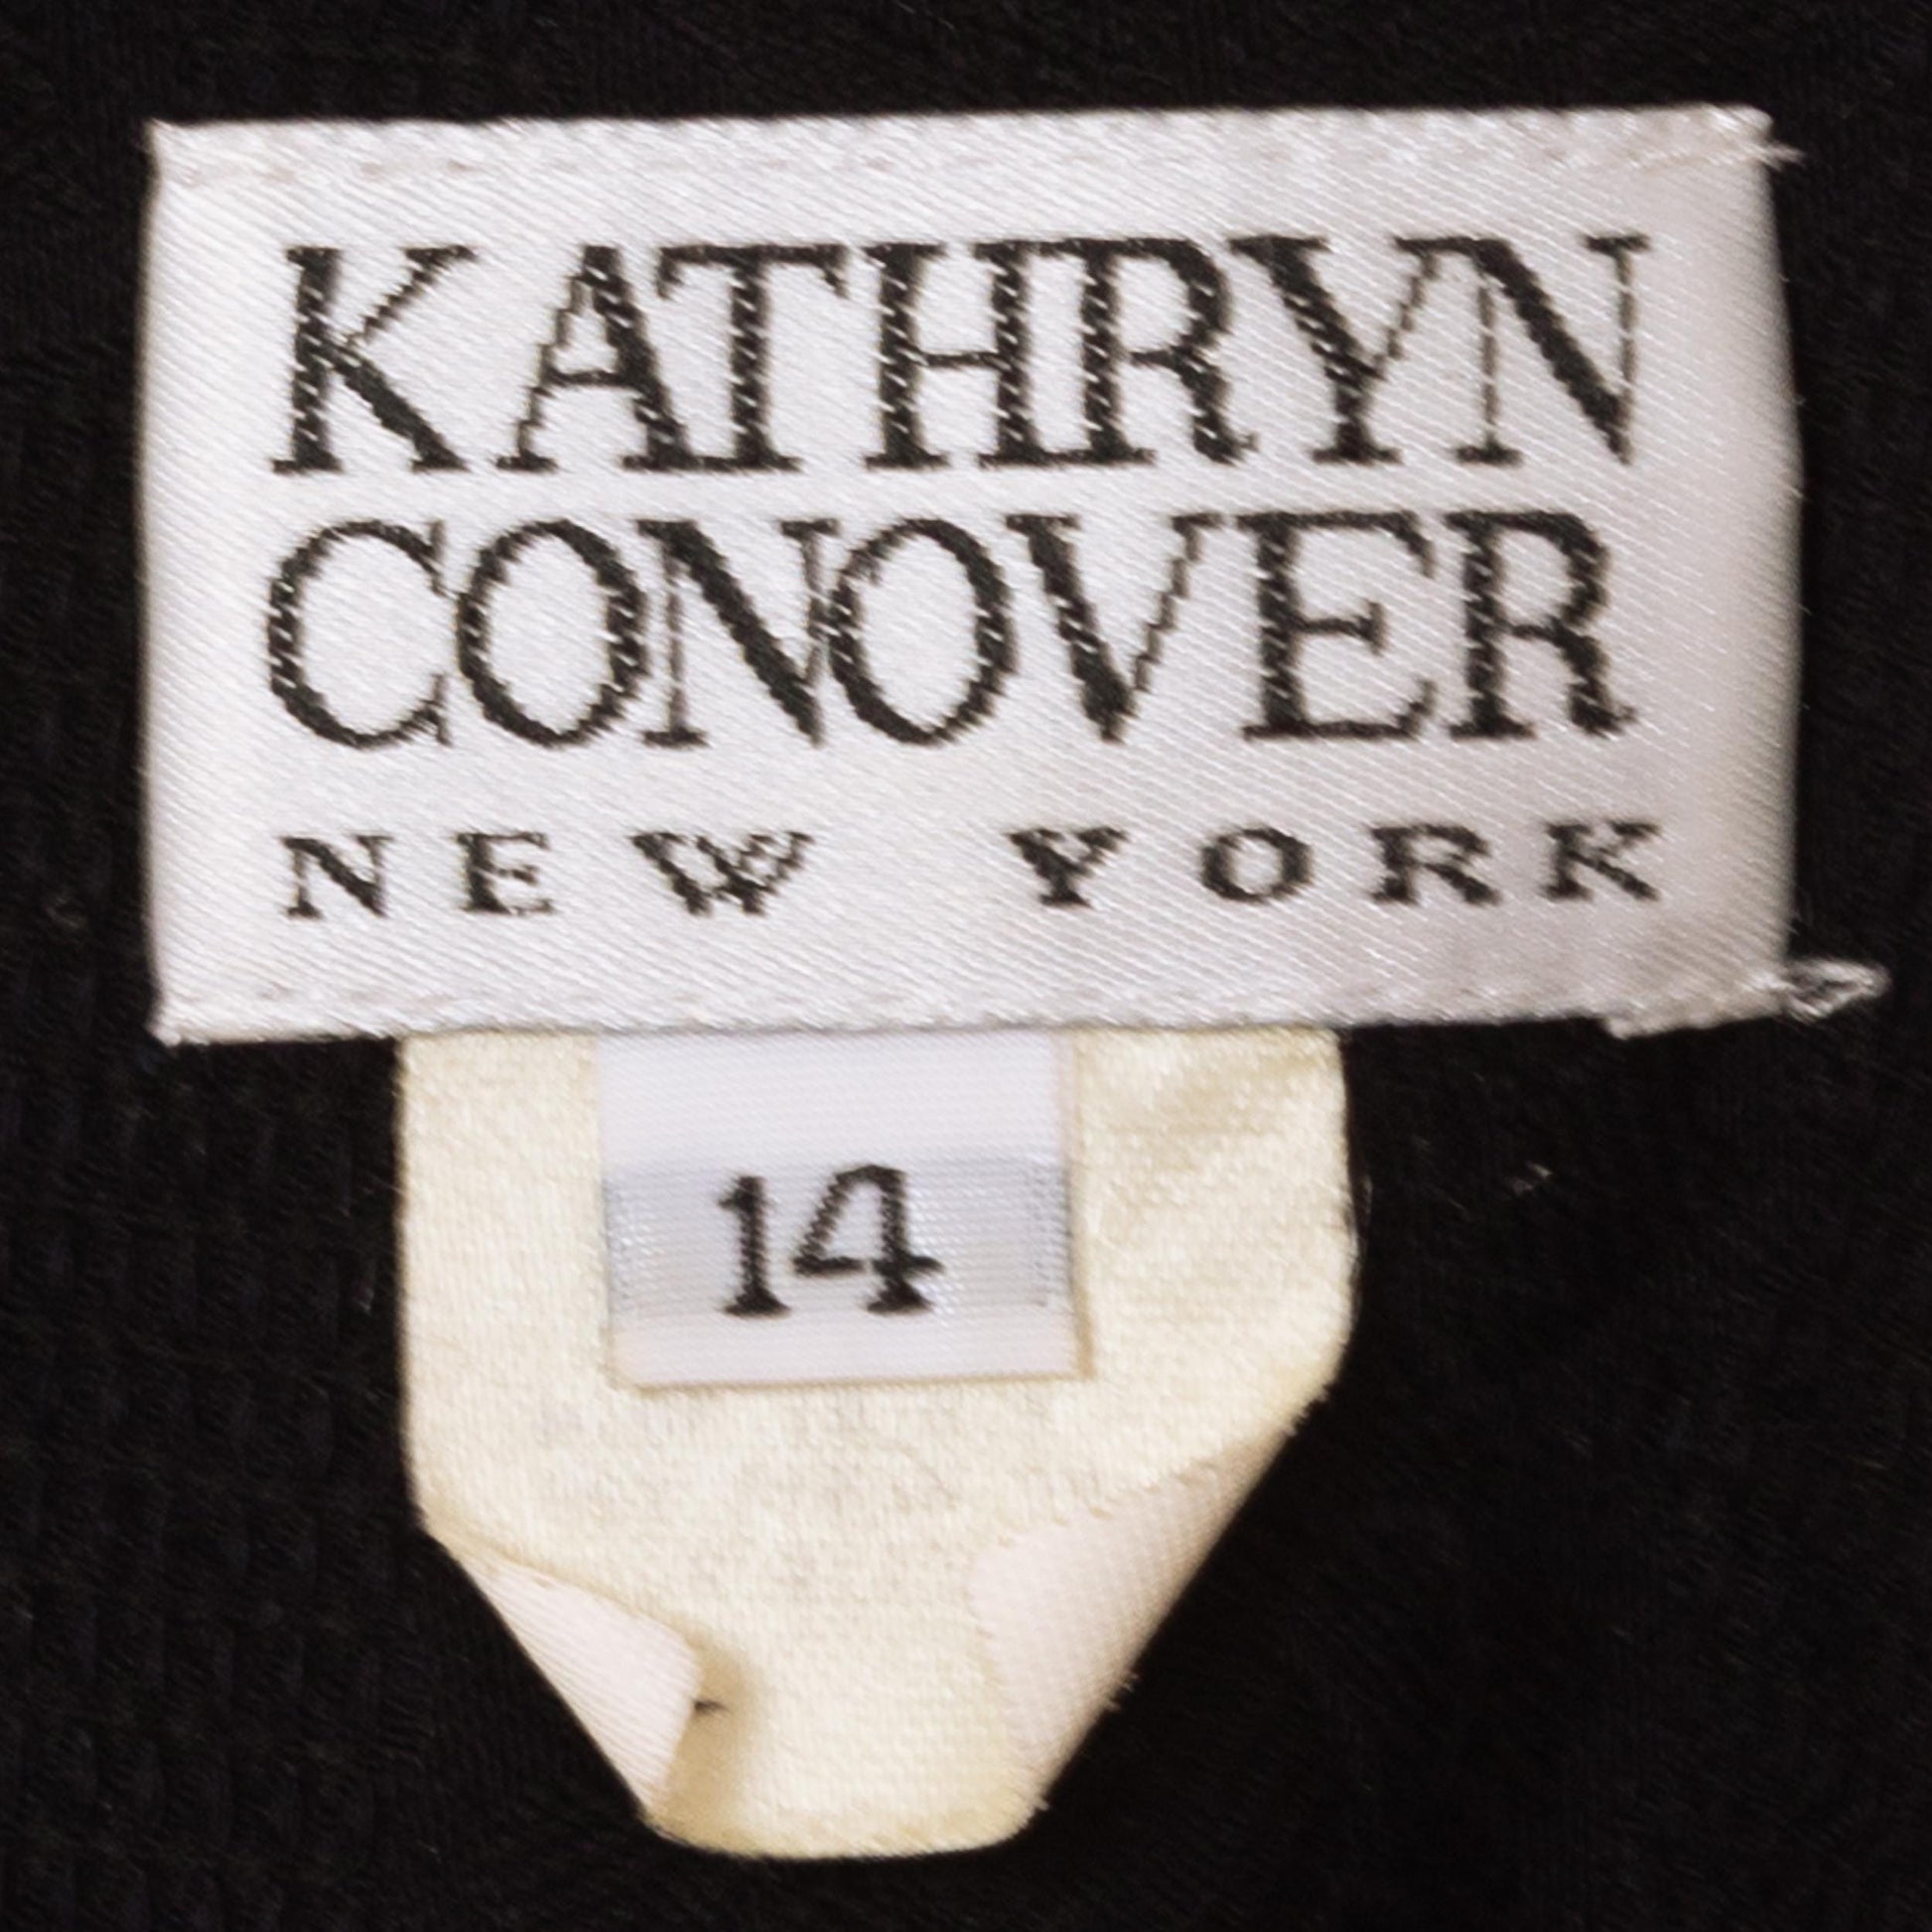 KATHRYN
CONOVER
NEW YORK
14